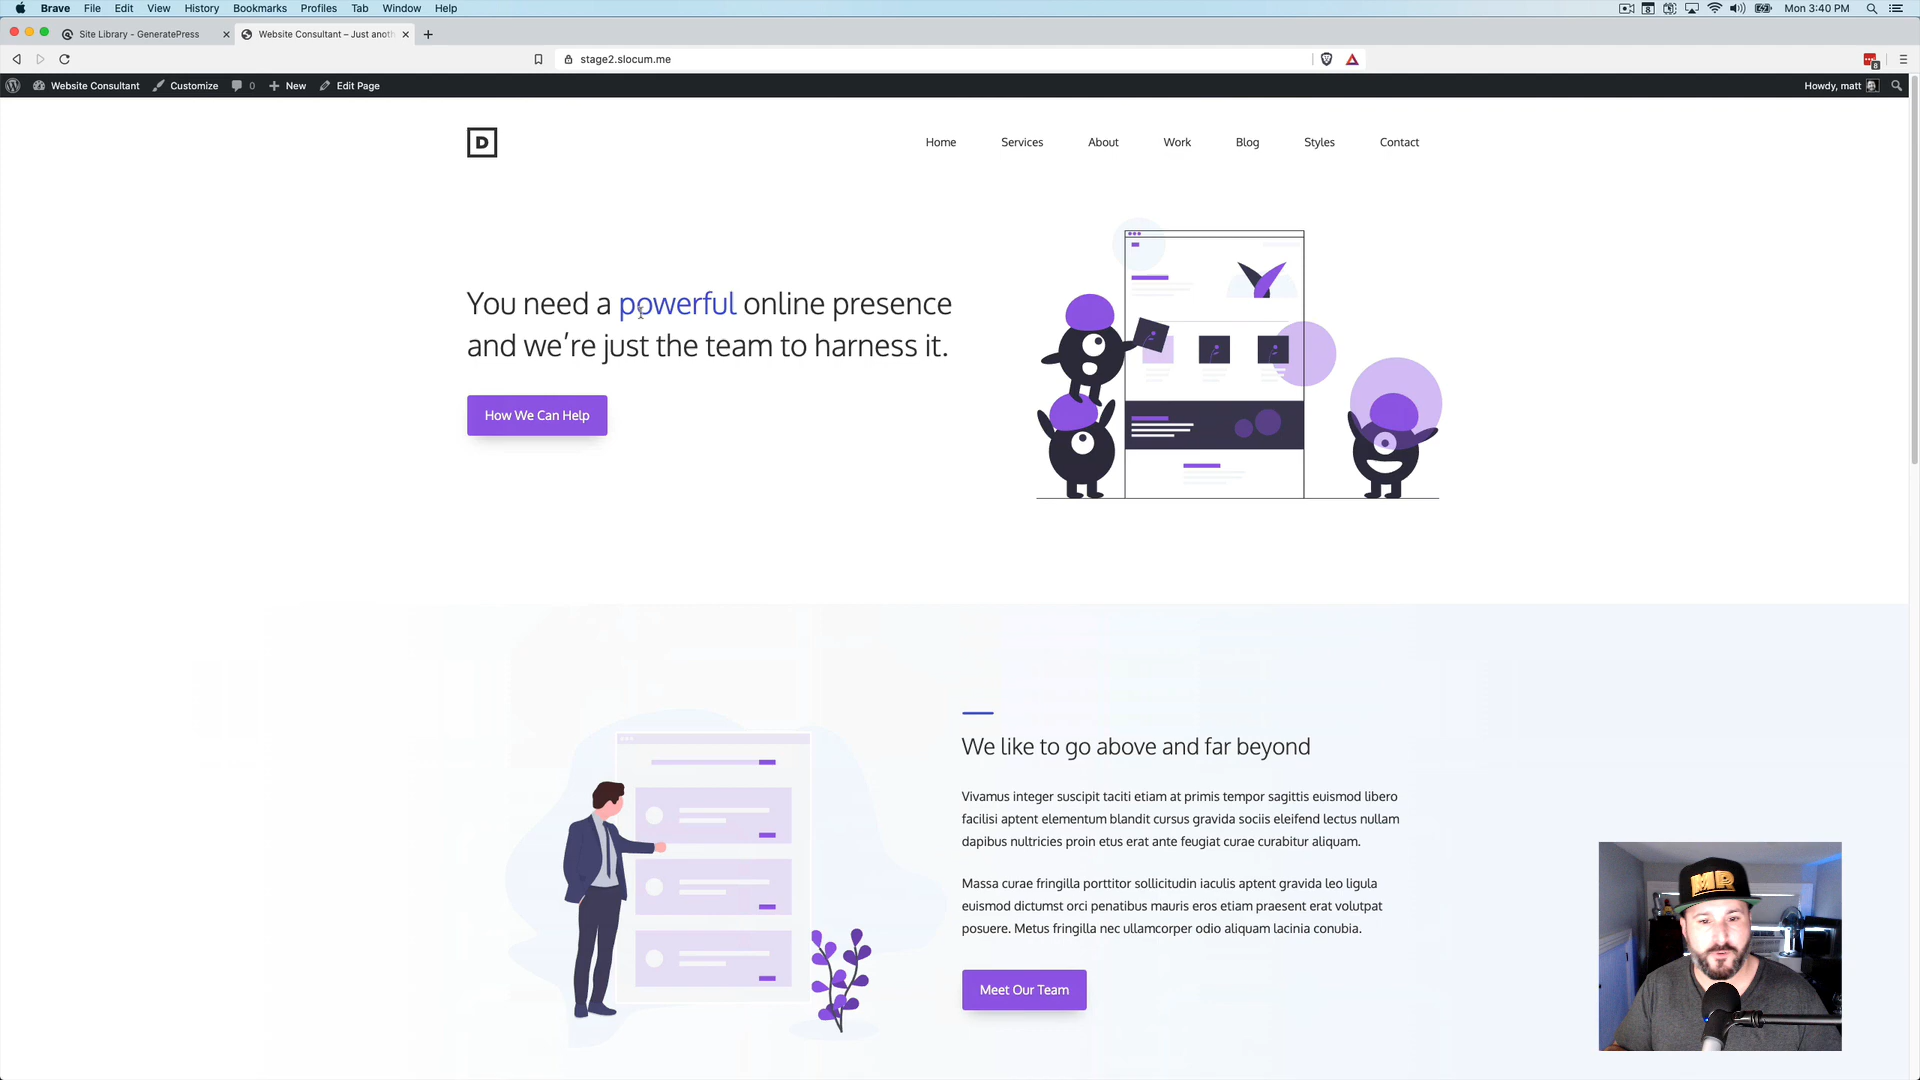 Brave File Edit View History Bookmarks Profiles Tab Window Help Mon 3:40 PM
Site Library - GeneratePress Website Consultant – Just anoth
stage2.slocum.me
Website Consultant Customize 0 New Edit Page Howdy, matt
D Home Services About Work Blog Styles Contact
You need a powerful online presence
and we’re just the team to harness it.
How We Can Help
We like to go above and far beyond
Vivamus integer suscipit taciti etiam at primis tempor sagittis euismod libero
facilisi aptent elementum blandit cursus gravida sociis eleifend lectus nullam
dapibus nultricies proin etus erat ante feugiat curae curabitur aliquam.
Massa curae fringilla porttitor sollicitudin iaculis aptent gravida leo ligula
euismod dictumst orci penatibus mauris eros etiam praesent erat volutpat
posuere. Metus fringilla nec ullamcorper odio aliquam lacinia conubia.
Meet Our Team
MR